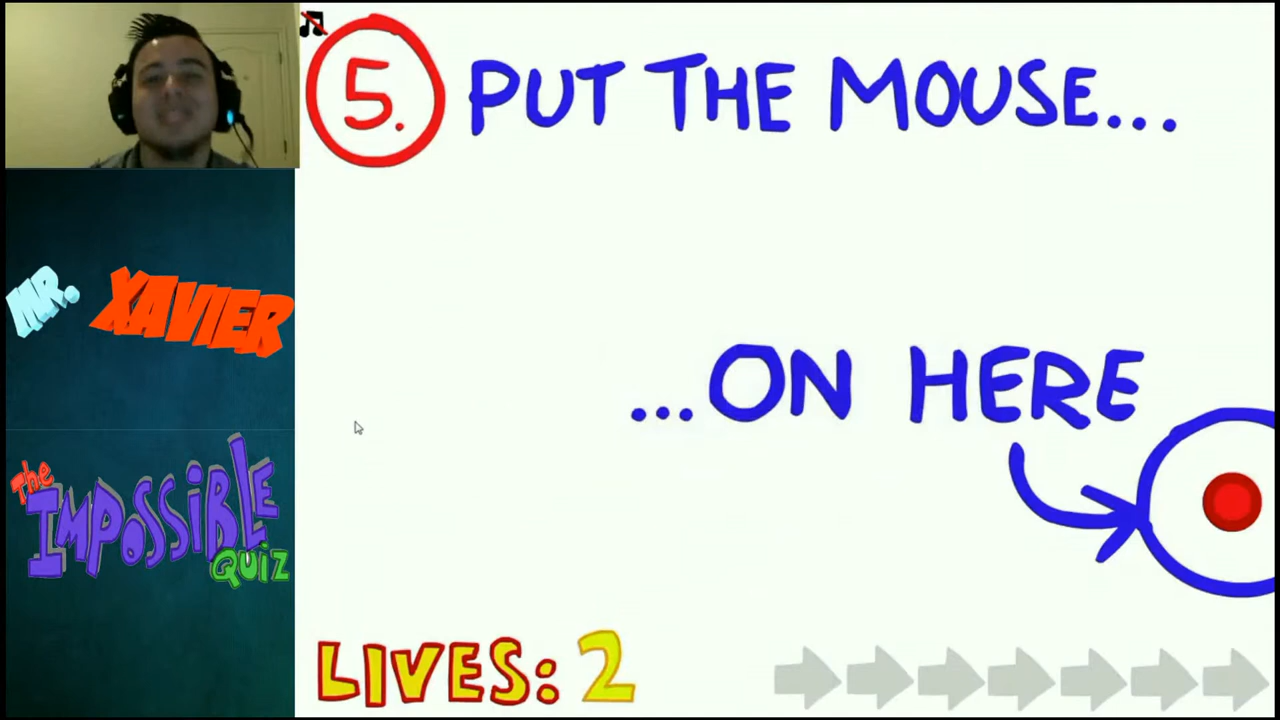 5. PUT THE MOUSE...
MR. XAVIER
...ON HERE
The
IMPOSSIBLE
QUIZ
LIVES: 2